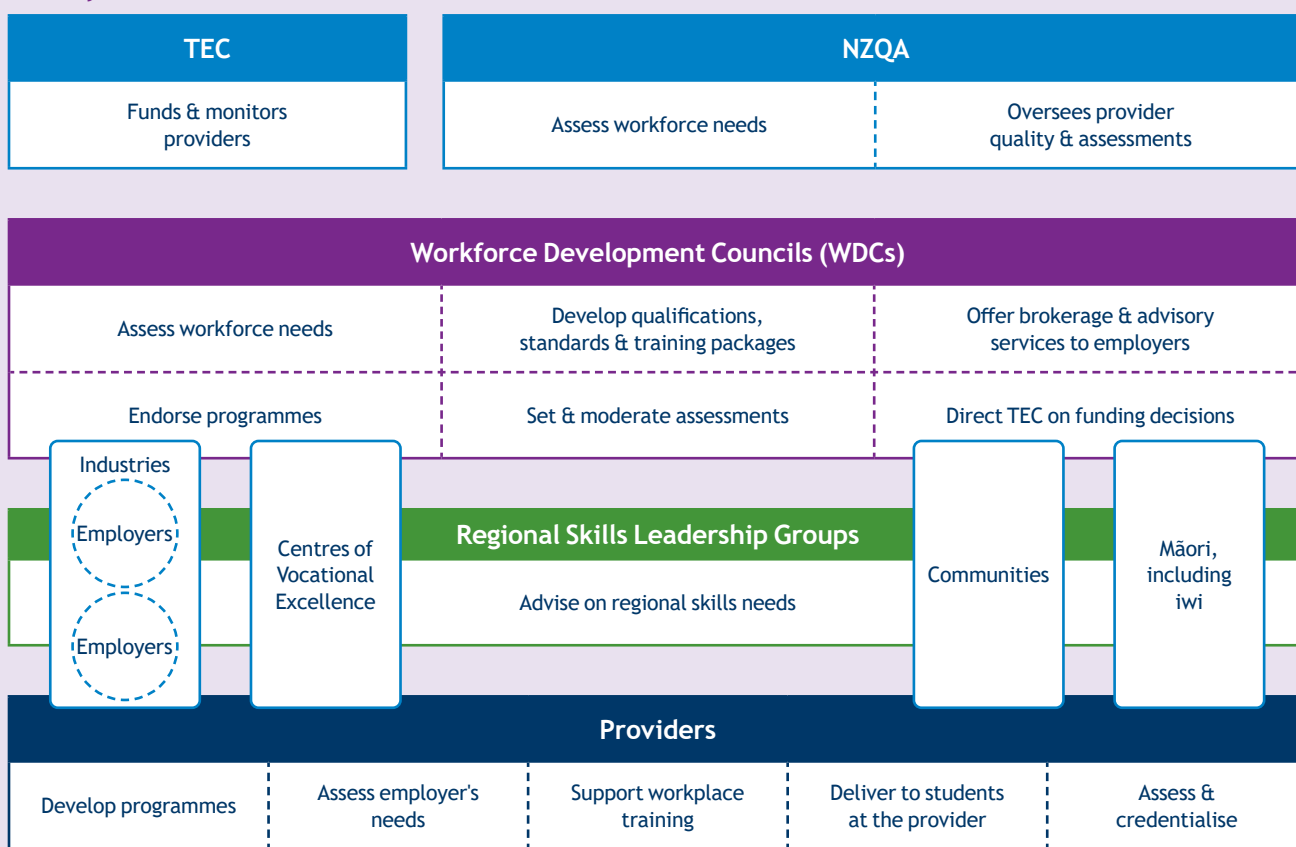 TEC
Funds & monitors
providers
NZQA
Assess workforce needs
Oversees provider
quality & assessments
Workforce Development Councils (WDCs)
Assess workforce needs
Develop qualifications,
standards & training packages
Offer brokerage & advisory
services to employers
Endorse programmes
Set & moderate assessments
Direct TEC on funding decisions
Industries
Employers
Employers
Centres of
Vocational
Excellence
Regional Skills Leadership Groups
Advise on regional skills needs
Communities
Māori,
including
iwi
Providers
Develop programmes
Assess employer's
needs
Support workplace
training
Deliver to students
at the provider
Assess &
credentialise